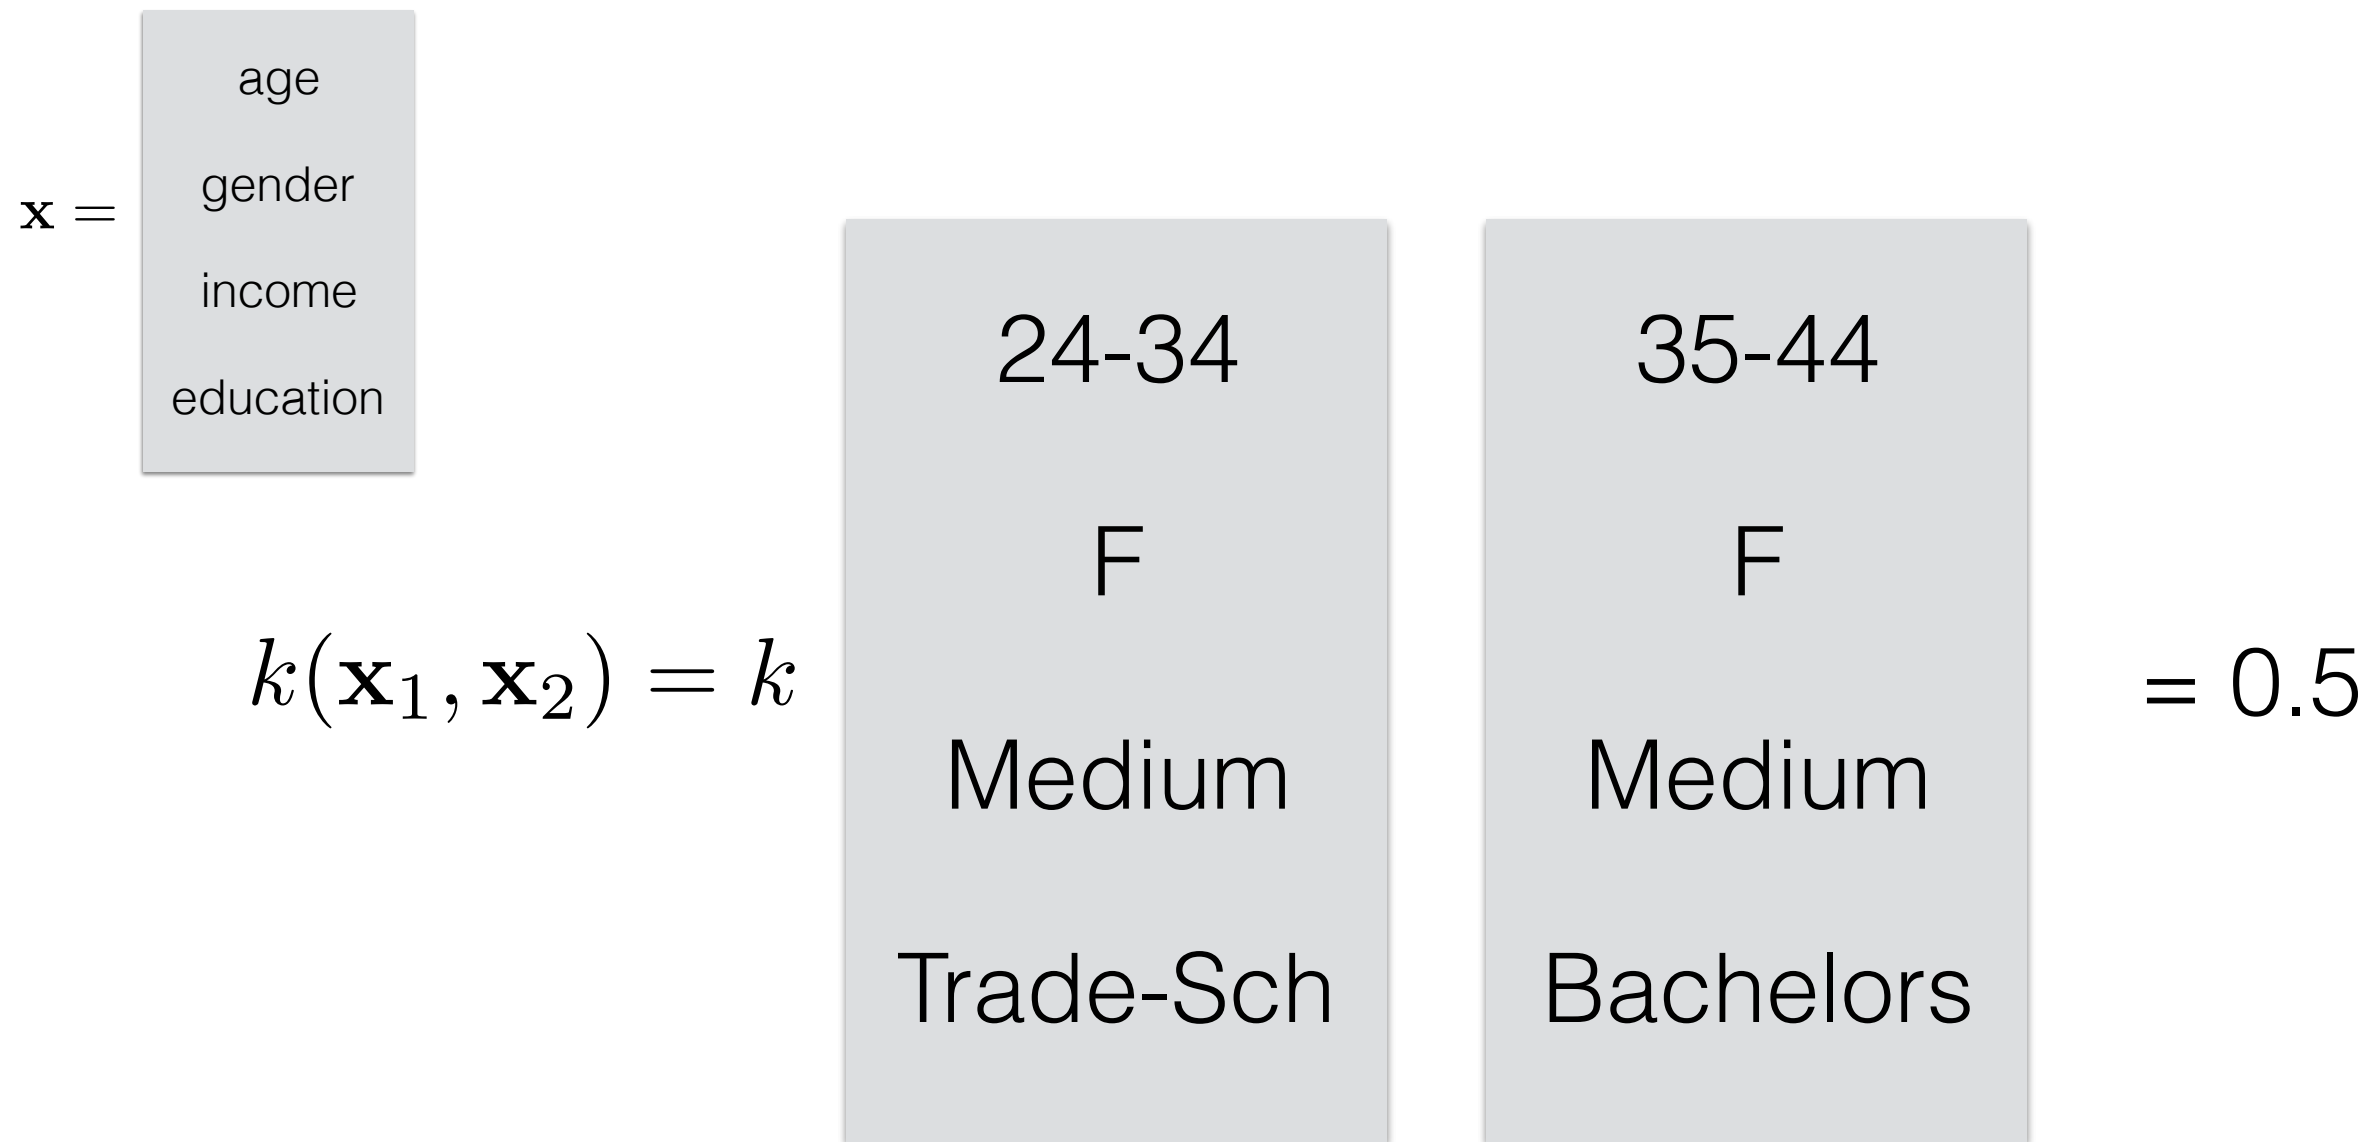 x =
age
gender
income
education
k(x₁, x₂) = k
24-34
F
Medium
Trade-Sch
35-44
F
Medium
Bachelors
= 0.5